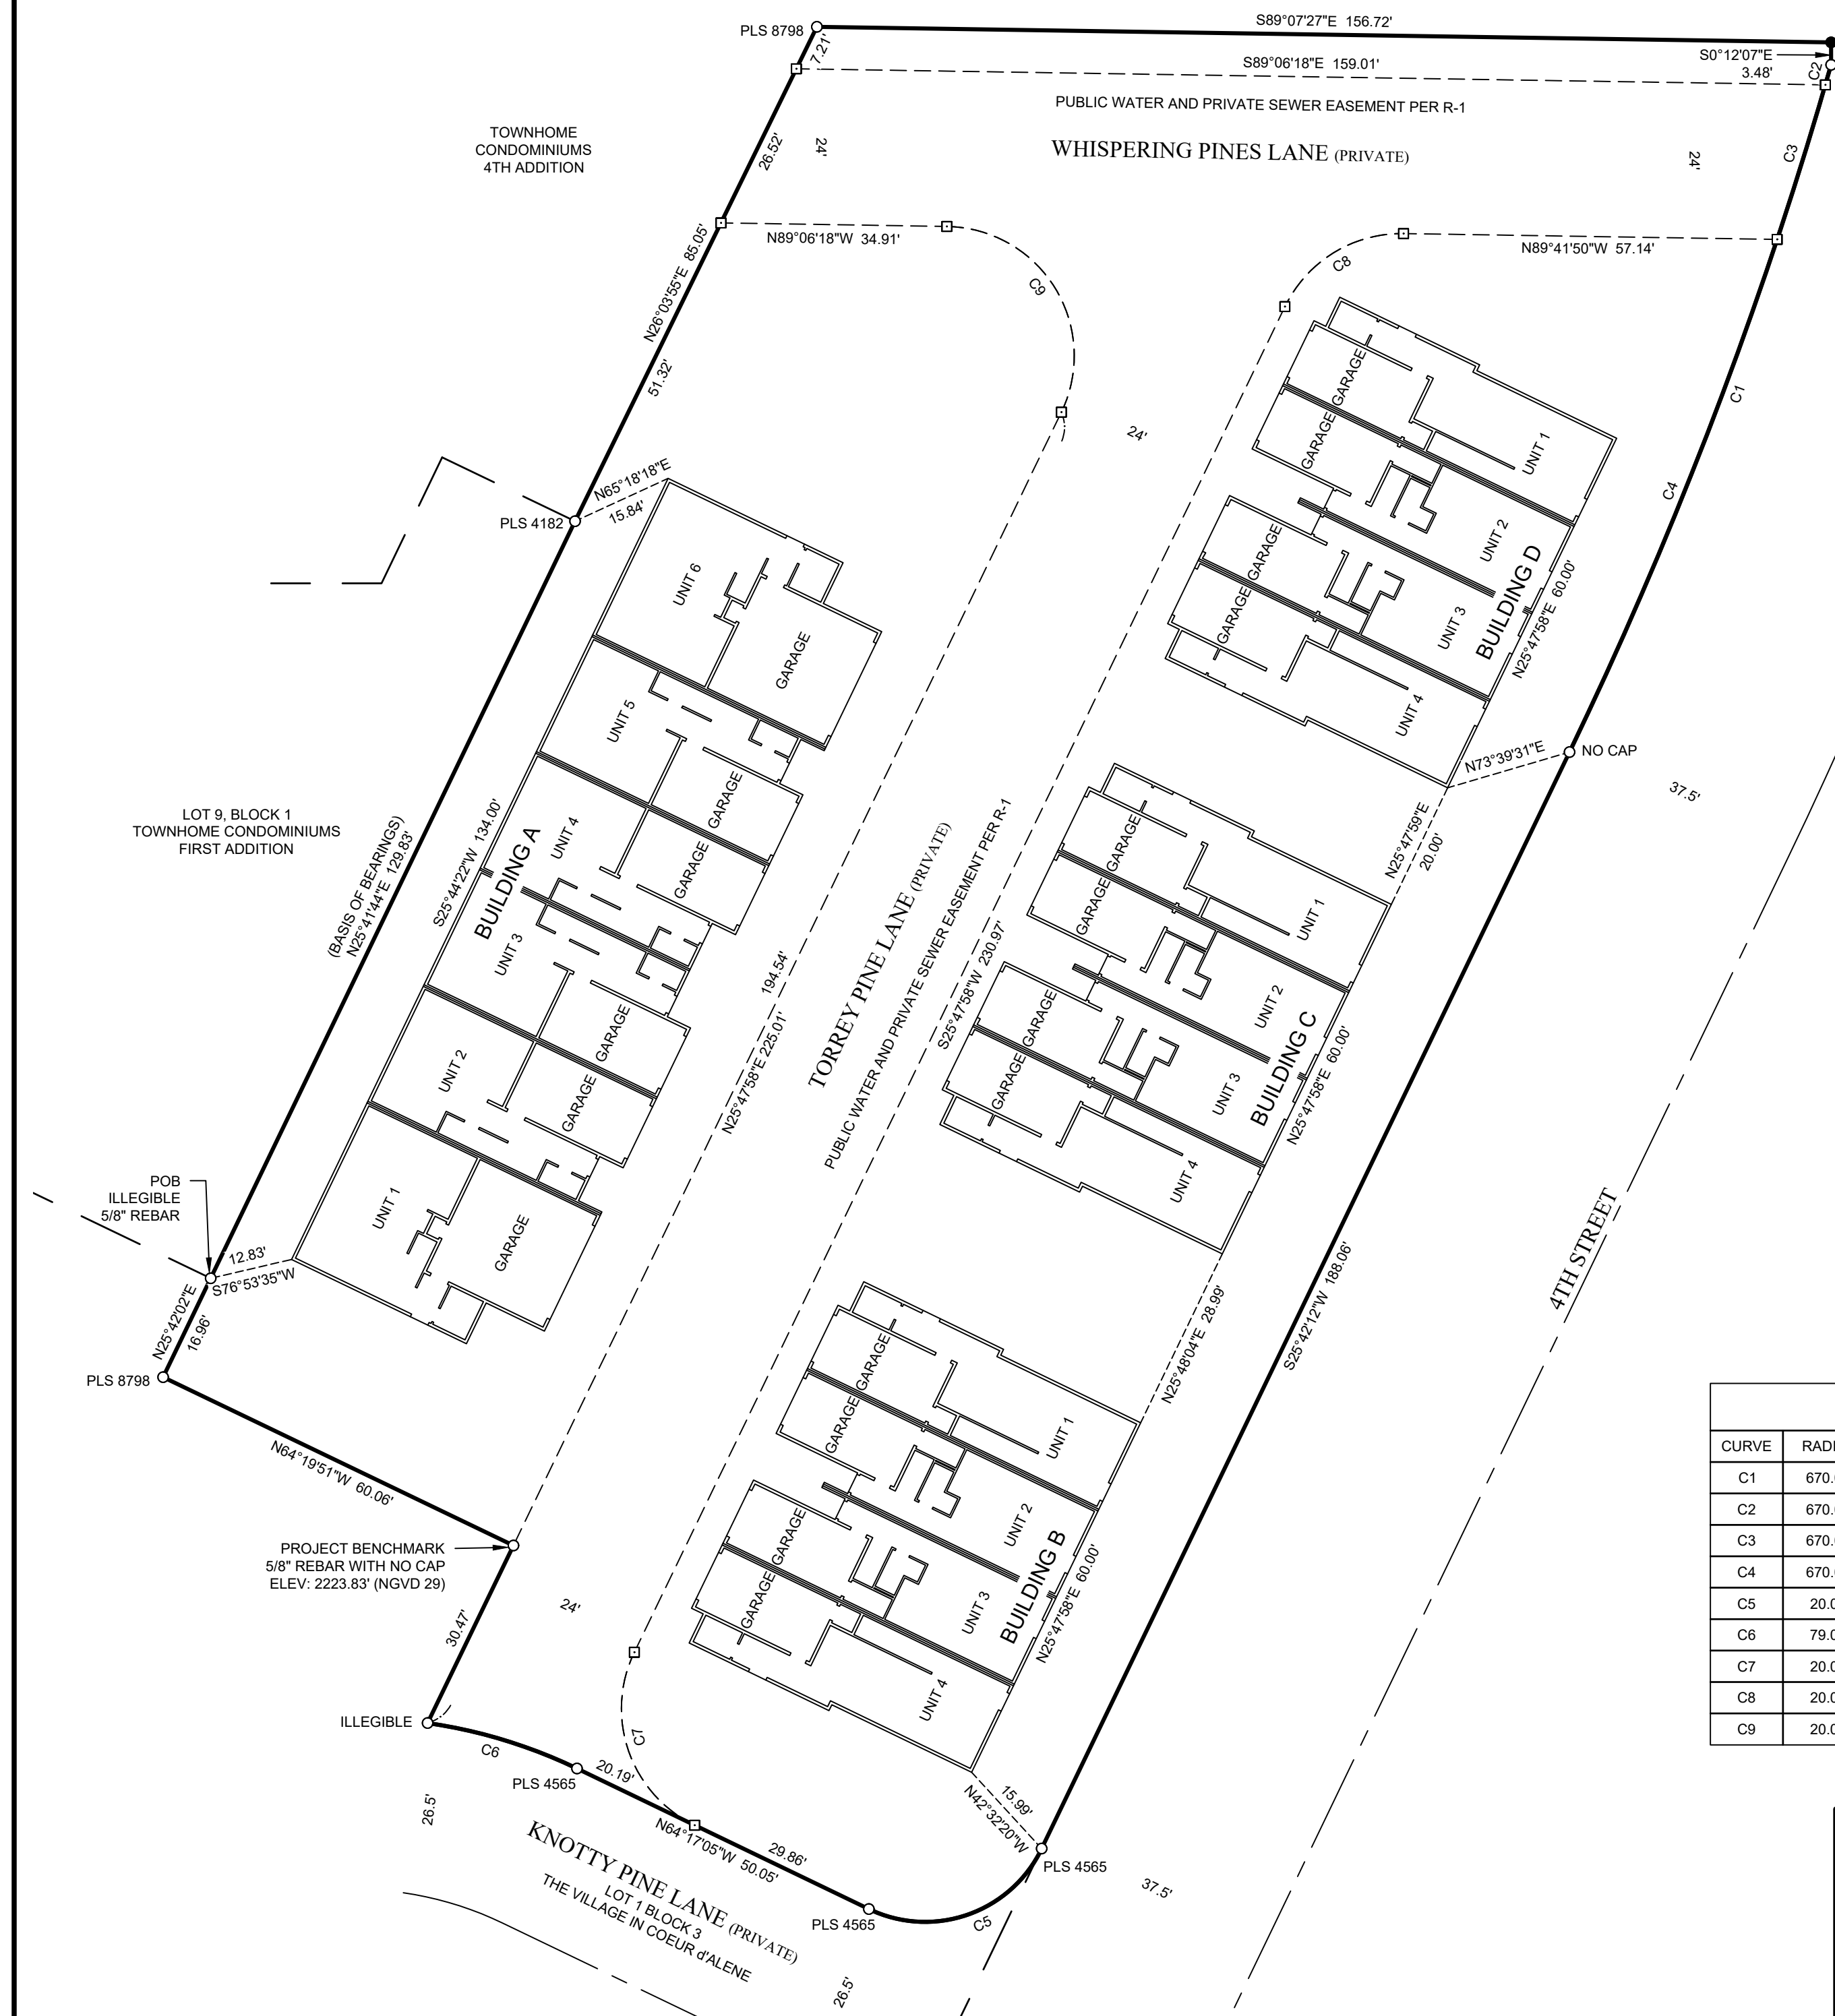 S89°07'27"E 156.72'
PLS 8798
7.21'
S0°12'07"E
3.48'
C2
S89°06'18"E 159.01'
PUBLIC WATER AND PRIVATE SEWER EASEMENT PER R-1
WHISPERING PINES LANE (PRIVATE)
TOWNHOME
CONDOMINIUMS
4TH ADDITION
26.52'
24'
24'
C3
N89°06'18"W 34.91'
C9
C8
N89°41'50"W 57.14'
N26°03'55"E 85.05'
51.32'
C1
C4
24'
N65°18'18"E
15.84'
PLS 4182
GARAGE
GARAGE
UNIT 1
UNIT 2
GARAGE
GARAGE
UNIT 3
UNIT 4
BUILDING D
N25°47'58"E 60.00'
N73°39'31"E
NO CAP
37.5'
N25°47'59"E
20.00'
UNIT 6
GARAGE
UNIT 5
GARAGE
UNIT 4
GARAGE
BUILDING A
UNIT 3
GARAGE
UNIT 2
GARAGE
UNIT 1
GARAGE
S25°44'22"W 134.00'
LOT 9, BLOCK 1
TOWNHOME CONDOMINIUMS
FIRST ADDITION
(BASIS OF BEARINGS)
N25°41'44"E 129.83'
194.54'
N25°47'58"E 225.01'
TORREY PINE LANE (PRIVATE)
PUBLIC WATER AND PRIVATE SEWER EASEMENT PER R-1
S25°47'58"W 230.97'
GARAGE
GARAGE
UNIT 1
UNIT 2
GARAGE
GARAGE
UNIT 3
UNIT 4
BUILDING C
N25°47'58"E 60.00'
4TH STREET
S25°42'12"W 188.06'
N25°48'04"E 28.99'
POB
ILLEGIBLE
5/8" REBAR
12.83'
S76°53'35"W
N25°42'02"E
16.96'
PLS 8798
N64°19'51"W 60.06'
PROJECT BENCHMARK
5/8" REBAR WITH NO CAP
ELEV: 2223.83' (NGVD 29)
GARAGE
GARAGE
UNIT 1
UNIT 2
GARAGE
GARAGE
UNIT 3
UNIT 4
BUILDING B
N25°47'58"E 60.00'
24'
30.47'
ILLEGIBLE
C6
C7
PLS 4565
20.19'
N64°17'05"W 50.05'
29.86'
15.99'
N42°32'20"W
PLS 4565
37.5'
PLS 4565
C5
26.5'
KNOTTY PINE LANE (PRIVATE)
LOT 1 BLOCK 3
THE VILLAGE IN COEUR d'ALENE
26.5'
CURVE RADI
C1 670.
C2 670.
C3 670.
C4 670.
C5 20.0
C6 79.0
C7 20.0
C8 20.0
C9 20.0